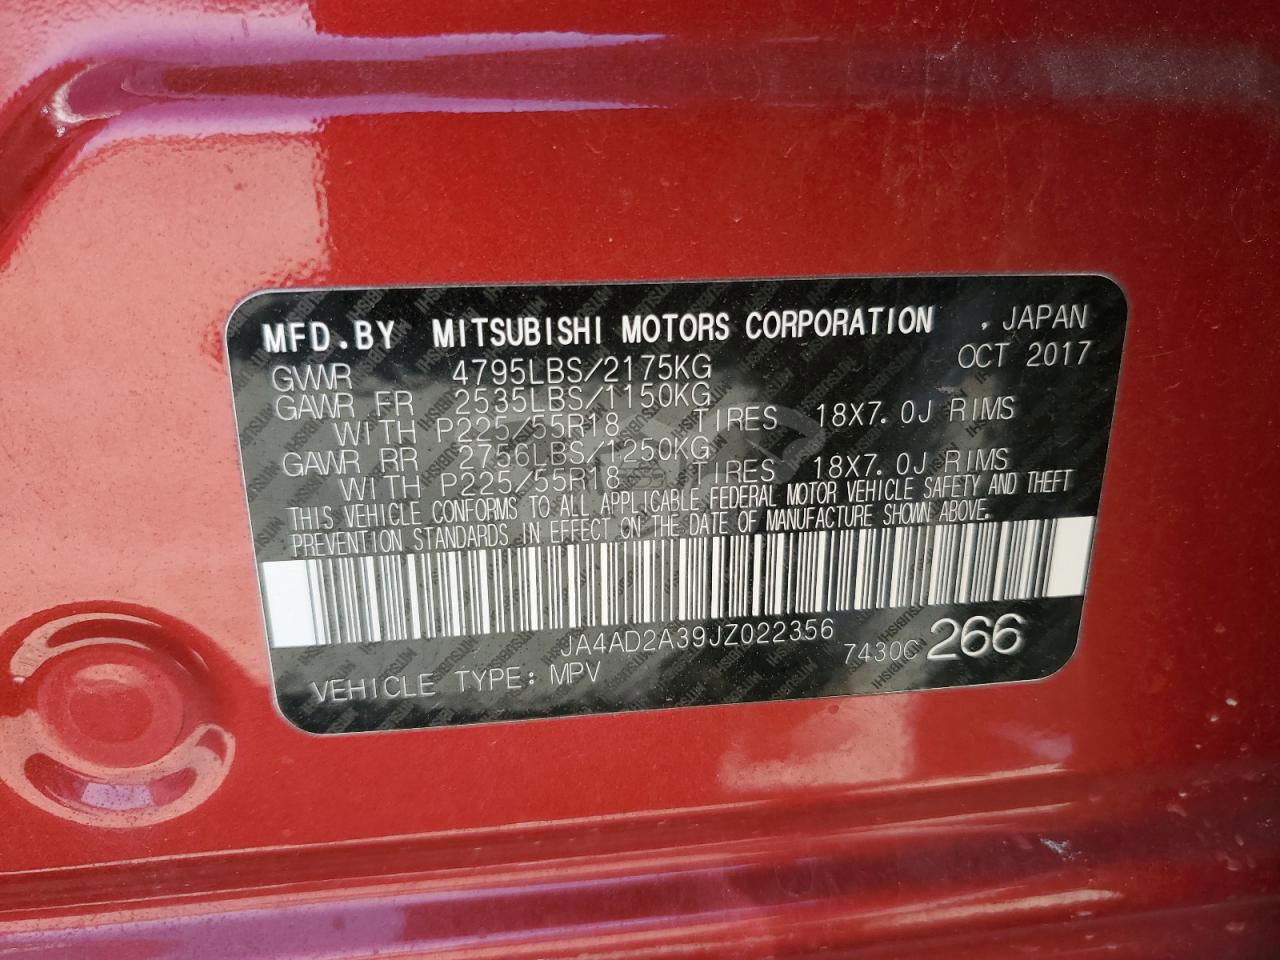 MFD.BY MITSUBISHI MOTORS CORPORATION , JAPAN
OCT 2017
GVWR 4795LBS/2175KG
GAWR FR 2535LBS/1150KG
WITH P225/55R18 TIRES 18X7.0J RIMS
GAWR RR 2756LBS/1250KG
WITH P225/55R18 TIRES 18X7.0J RIMS
THIS VEHICLE CONFORMS TO ALL APPLICABLE FEDERAL MOTOR VEHICLE SAFETY AND THEFT
PREVENTION STANDARDS IN EFFECT ON THE DATE OF MANUFACTURE SHOWN ABOVE.
JA4AD2A39JZ022356
7430C 266
VEHICLE TYPE: MPV